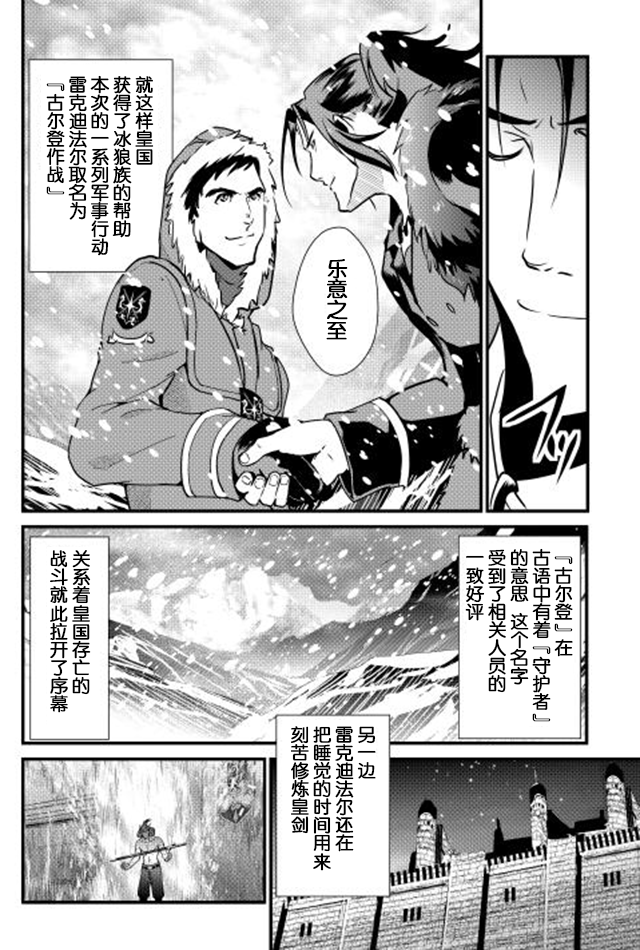 スッ
乐意之至
就这样皇国
获得了冰狼族的帮助
本次的一系列军事行动
雷克迪法尔取名为
『古尔登作战』
『古尔登』在
古语中有着『守护者』
的意思 这个名字
受到了相关人员的
一致好评
关系着皇国存亡的
战斗就此拉开了序幕
另一边
雷克迪法尔还在
把睡觉的时间用来
刻苦修炼皇剑